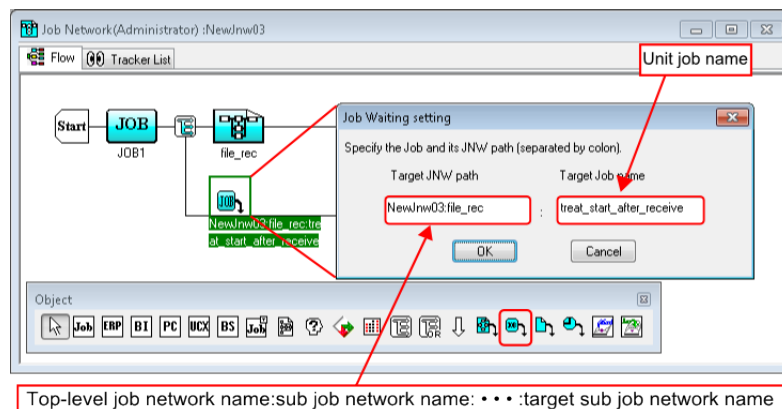 Job Network(Administrator) :NewJnw03
Flow
Tracker List
Unit job name
Start
JOB
JOB1
file_rec
JOB
NewJnw03:file_rec:tre
at_start_after_receive
Job Waiting setting
Specify the Job and its JNW path (separated by colon).
Target JNW path
Target Job name
NewJnw03:file_rec
:
treat_start_after_receive
OK
Cancel
Object
Job
ERP
BI
PC
UCX
BS
Job
OR
Top-level job network name:sub job network name: • • • :target sub job network name